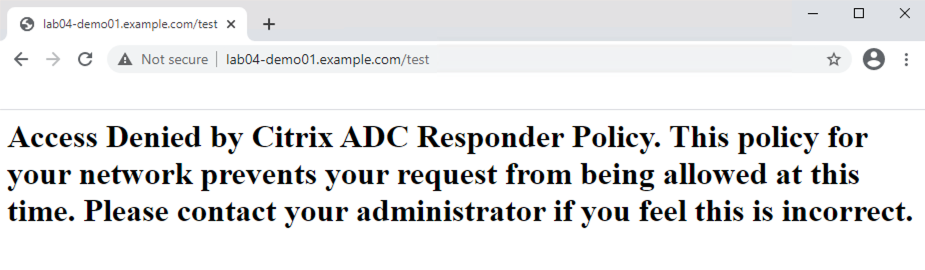 lab04-demo01.example.com/test
Not secure lab04-demo01.example.com/test
Access Denied by Citrix ADC Responder Policy. This policy for
your network prevents your request from being allowed at this
time. Please contact your administrator if you feel this is incorrect.